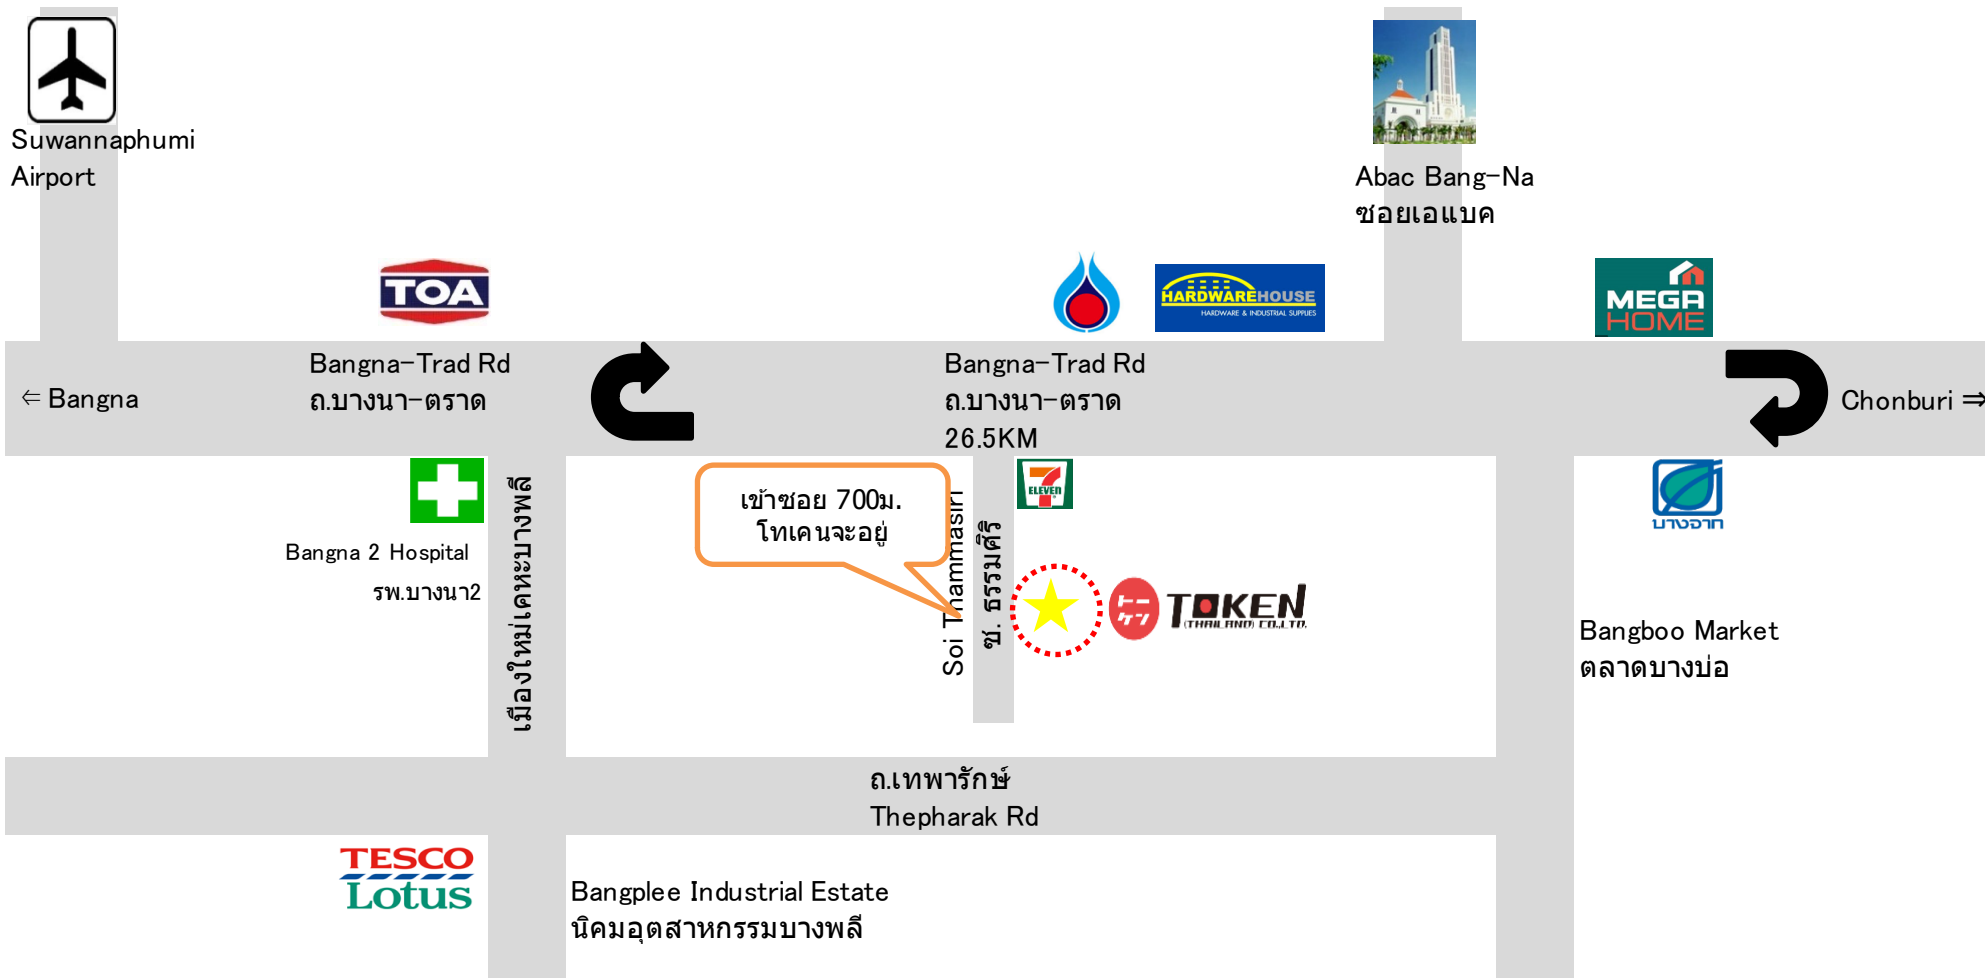 Suwannaphumi
Airport
Abac Bang-Na
ซอยเอแบค
TOA
HARDWAREHOUSE
HARDWARE & INDUSTRIAL SUPPLIES
MEGA
HOME
⇐ Bangna
Bangna-Trad Rd
ถ.บางนา-ตราด
Bangna-Trad Rd
ถ.บางนา-ตราด
26.5KM
Chonburi ⇒
Bangna 2 Hospital
รพ.บางนา2
เมืองใหม่เคหะบางพลี
เข้าซอย 700ม.
โทเคนจะอยู่
Soi Thammasiri
ซ. ธรรมศิริ
7
ELEVEN
トーケン
TOKEN
(THAILAND) CO.,LTD.
บางจาก
Bangboo Market
ตลาดบางบ่อ
ถ.เทพารักษ์
Thepharak Rd
TESCO
Lotus
Bangplee Industrial Estate
นิคมอุตสาหกรรมบางพลี